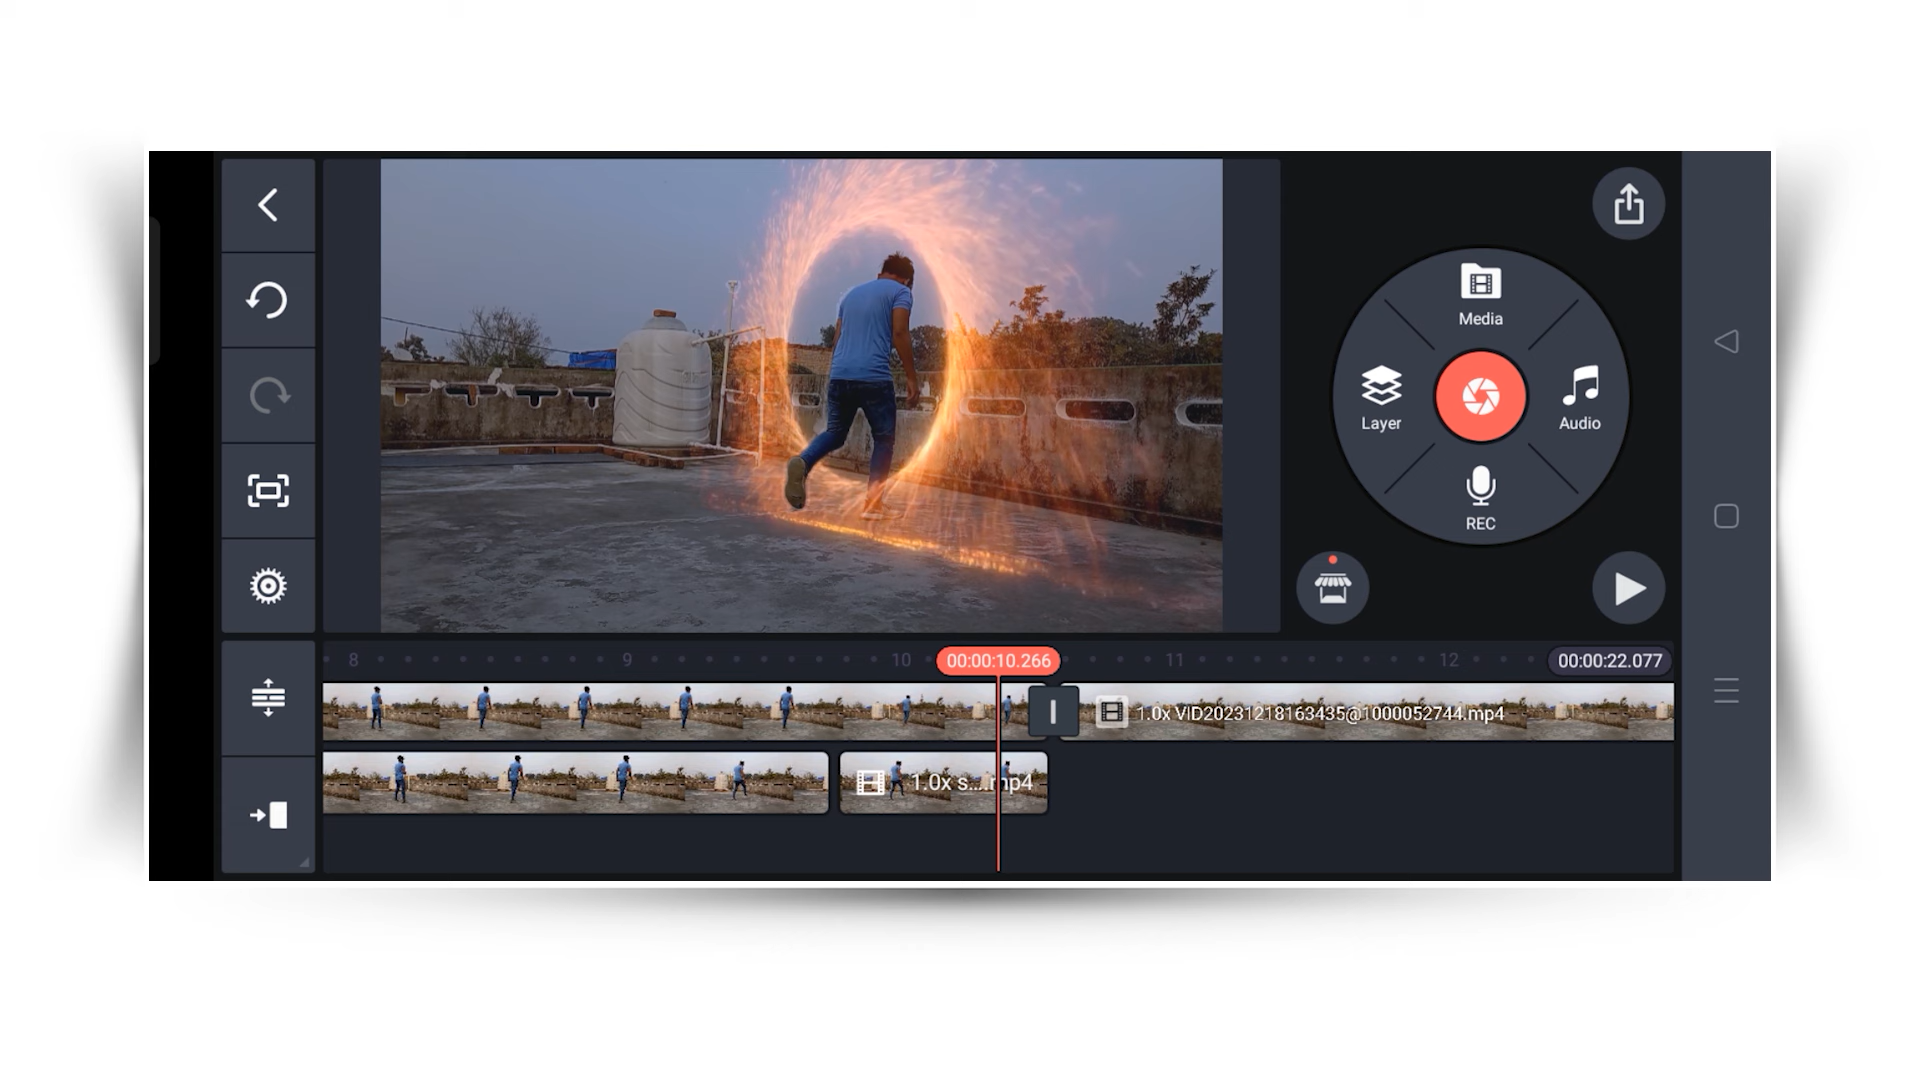 Media
Layer
Audio
REC
8
9
10
00:00:10.266
11
12
00:00:22.077
1.0x VID20231218163435@1000052744.mp4
1.0x s....mp4